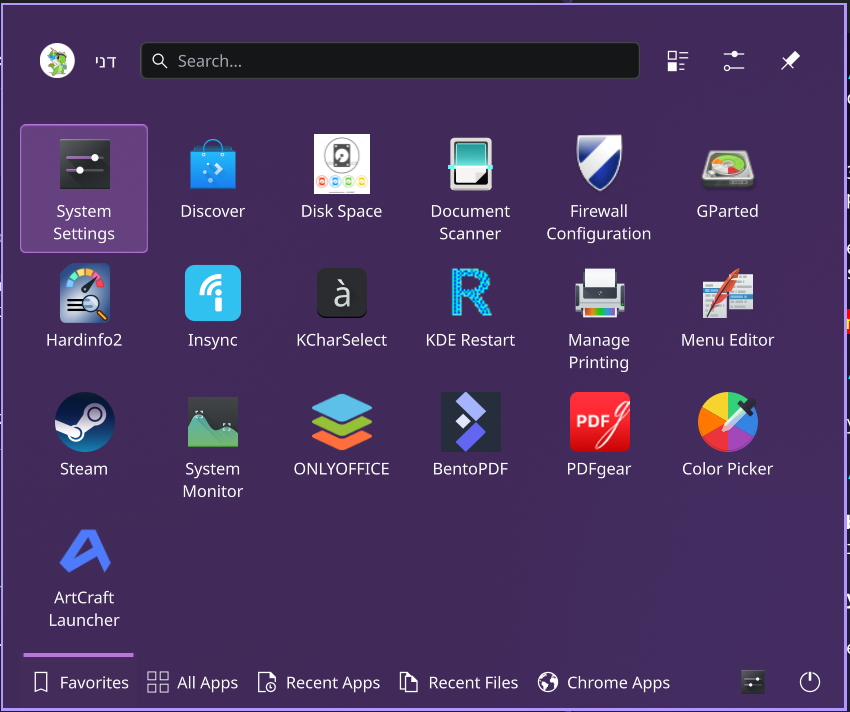 דני
Search...
System
Settings
Discover
Disk Space
Document
Scanner
Firewall
Configuration
GParted
Hardinfo2
Insync
à
KCharSelect
R
KDE Restart
Manage
Printing
Menu Editor
Steam
System
Monitor
ONLYOFFICE
BentoPDF
PDF
PDFgear
Color Picker
ArtCraft
Launcher
Favorites
All Apps
Recent Apps
Recent Files
Chrome Apps